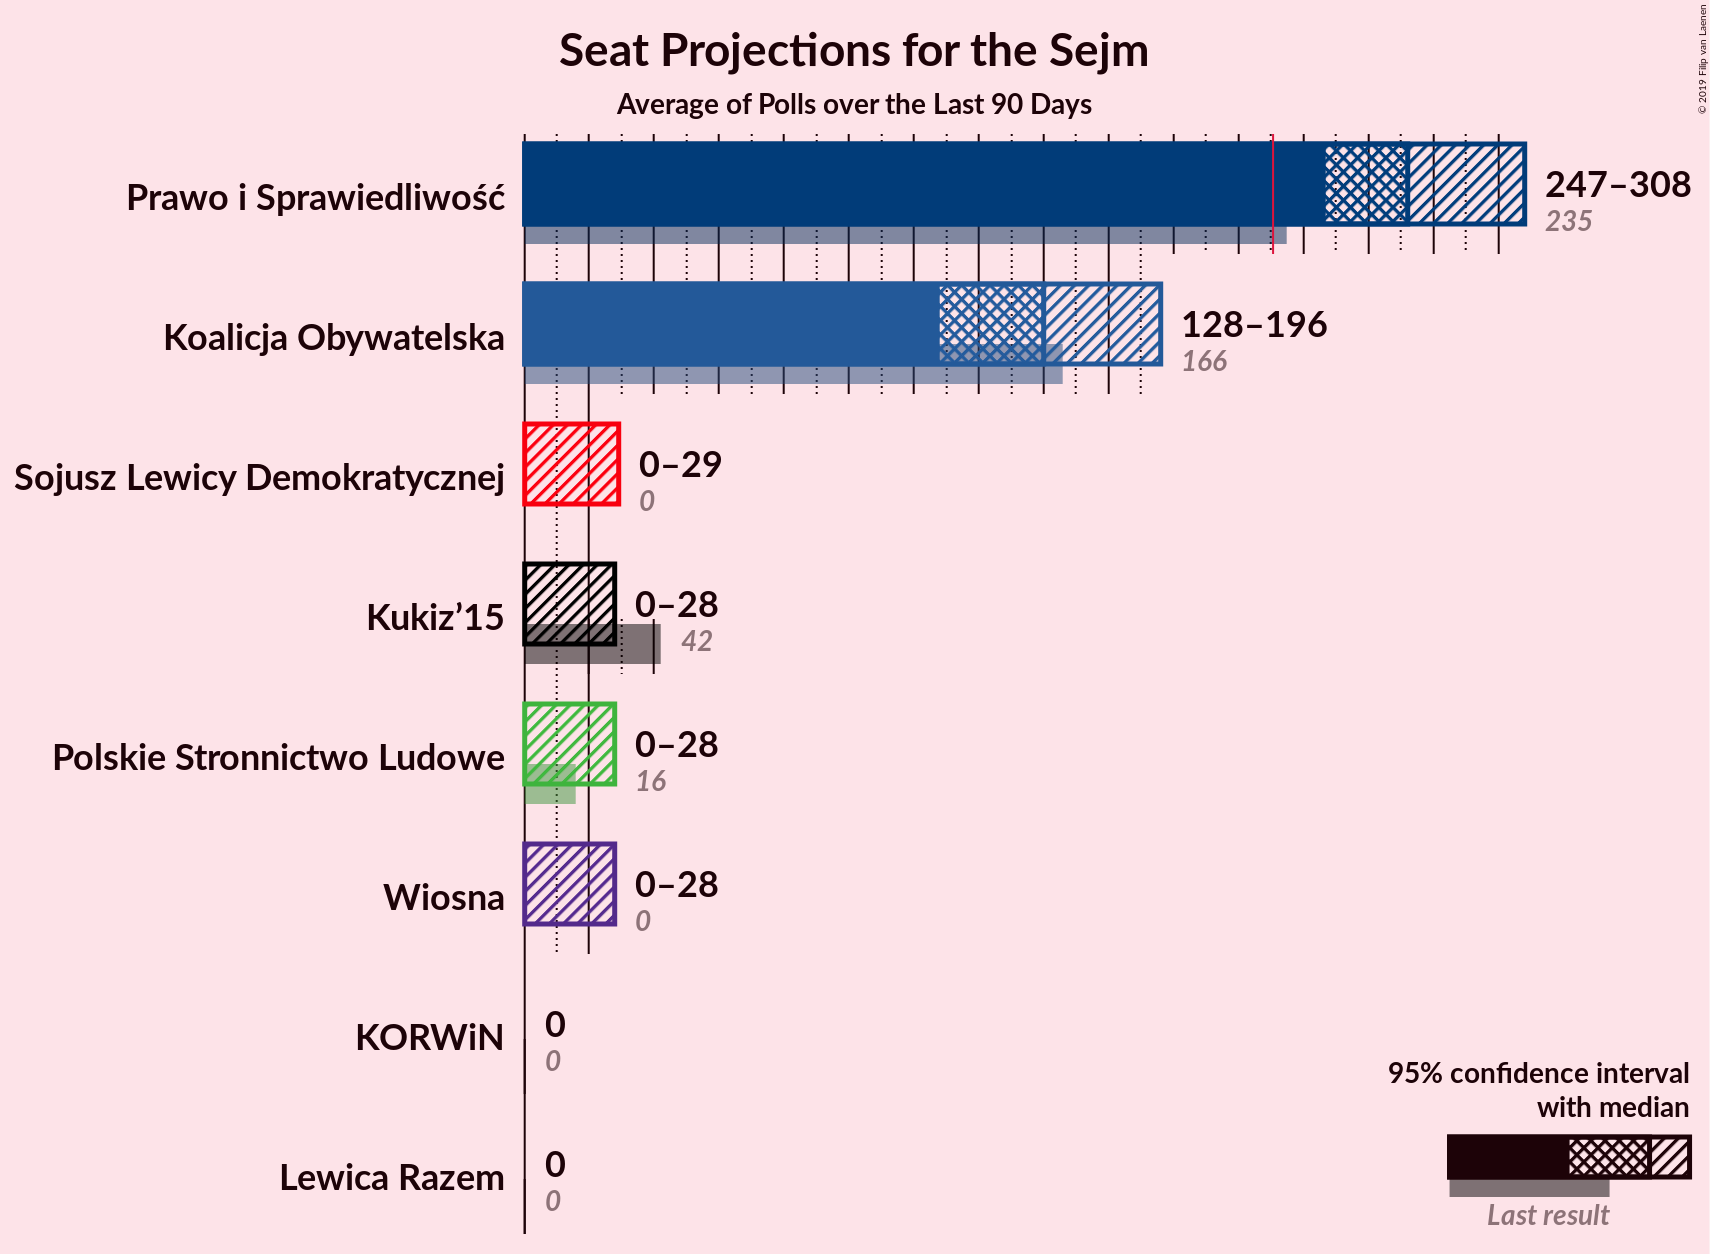 Seat Projections for the Sejm
Average of Polls over the Last 90 Days
© 2019 Filip van Laenen
Prawo i Sprawiedliwość
247–308
235
Koalicja Obywatelska
128–196
166
Sojusz Lewicy Demokratycznej
0–29
0
Kukiz’15
0–28
42
Polskie Stronnictwo Ludowe
0–28
16
Wiosna
0–28
0
KORWiN
0
0
Lewica Razem
0
0
95% confidence interval
with median
Last result